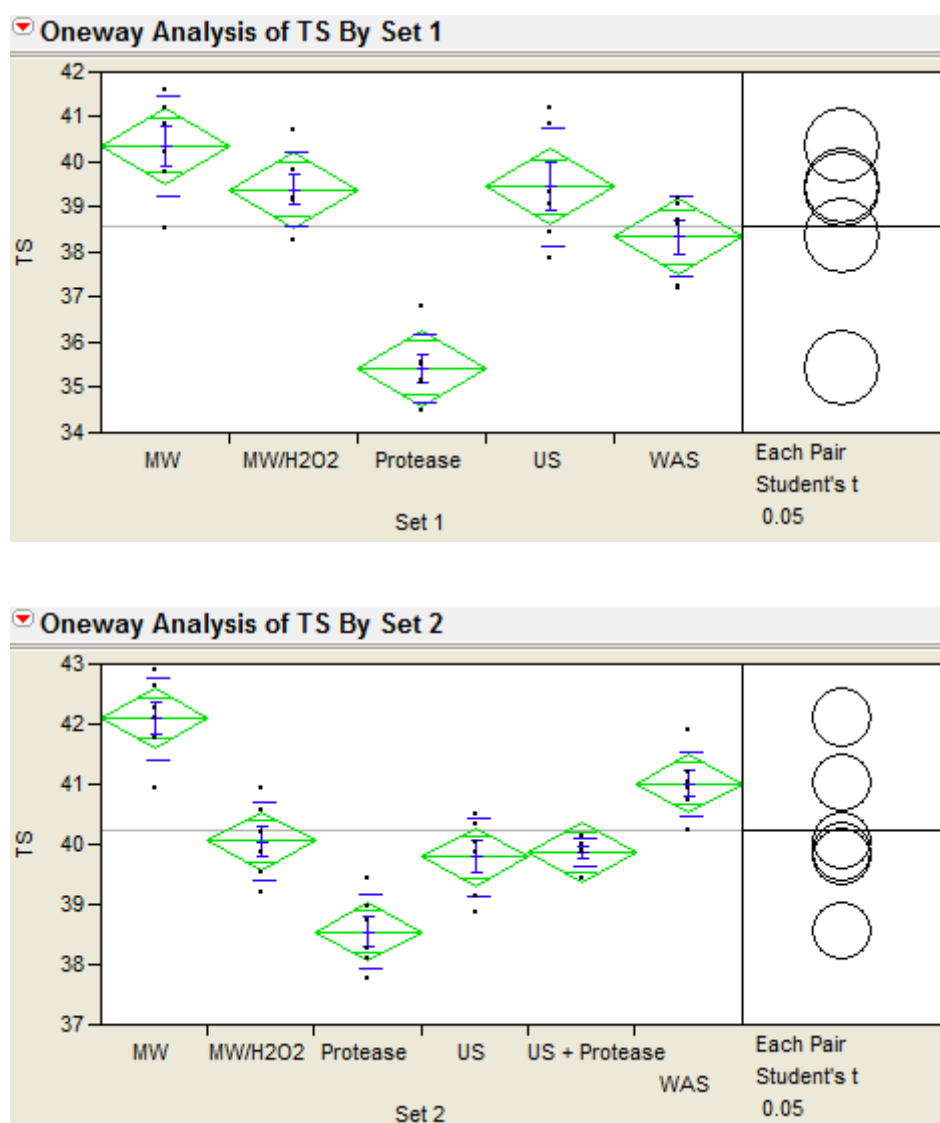 Oneway Analysis of TS By Set 1
42
41
40
39
38
37
36
35
34
TS
MW MW/H2O2 Protease US WAS
Set 1
Each Pair
Student's t
0.05
Oneway Analysis of TS By Set 2
43
42
41
40
39
38
37
TS
MW MW/H2O2 Protease US US + Protease
WAS
Set 2
Each Pair
Student's t
0.05